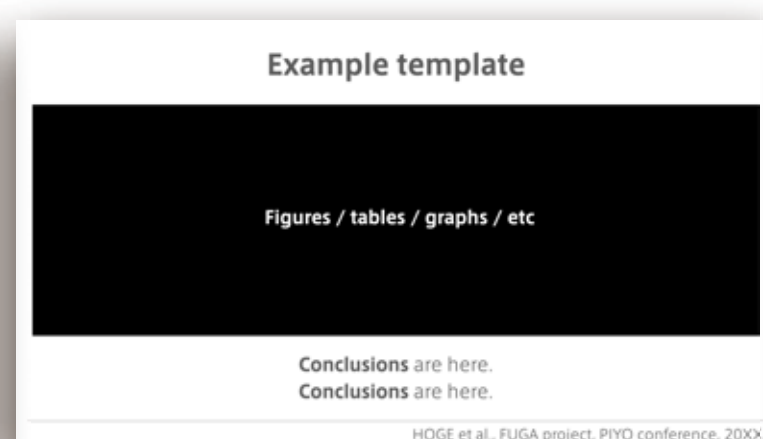 Example template
Figures / tables / graphs / etc
Conclusions are here.
Conclusions are here.
HOGE et al., FUGA project, PIYO conference, 20XX